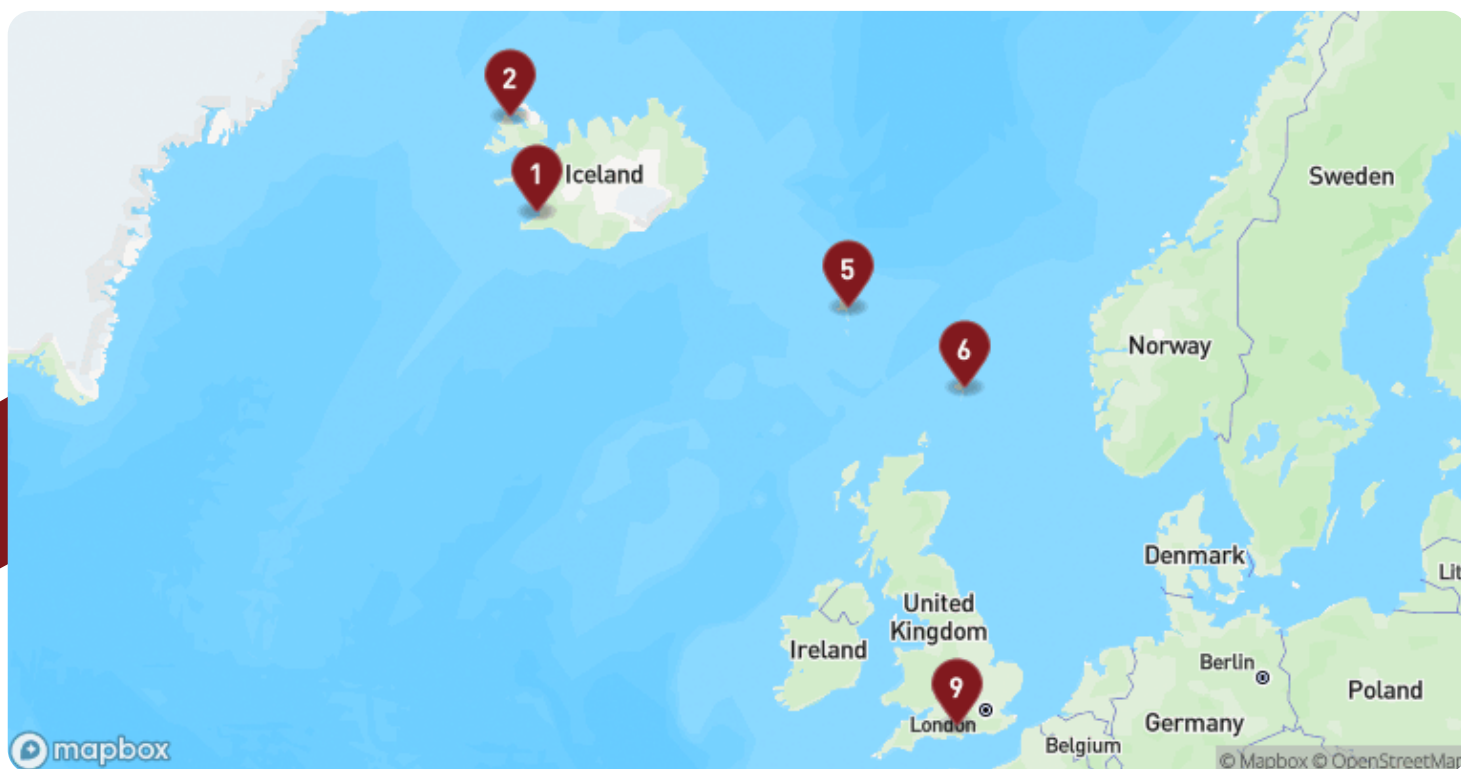 2
1
Iceland
Sweden
5
6
Norway
Denmark
Lit
United
Kingdom
Ireland
9
London
Berlin
Poland
Germany
Belgium
mapbox
© Mapbox © OpenStreetMap